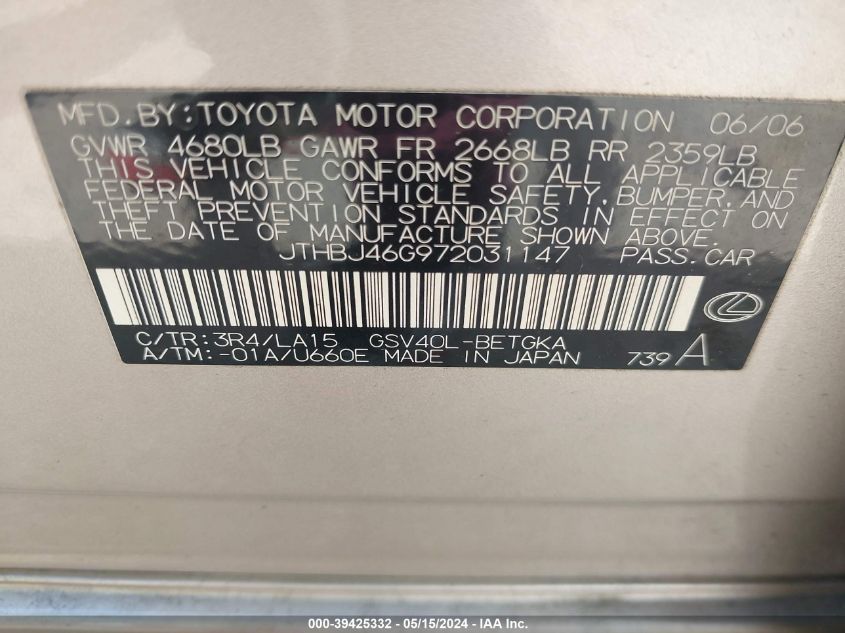 MFD.BY:TOYOTA MOTOR CORPORATION 06/06
GVWR 4680LB GAWR FR 2668LB RR 2359LB
THIS VEHICLE CONFORMS TO ALL APPLICABLE
FEDERAL MOTOR VEHICLE SAFETY,BUMPER,AND
THEFT PREVENTION STANDARDS IN EFFECT ON
THE DATE OF MANUFACTURE SHOWN ABOVE.
JTHBJ46G972031147 PASS.CAR
C/TR:3R4/LA15 GSV40L-BETGKA
A/TM:-01A/U660E MADE IN JAPAN 739 A
000-39425332 - 05/15/2024 - IAA Inc.